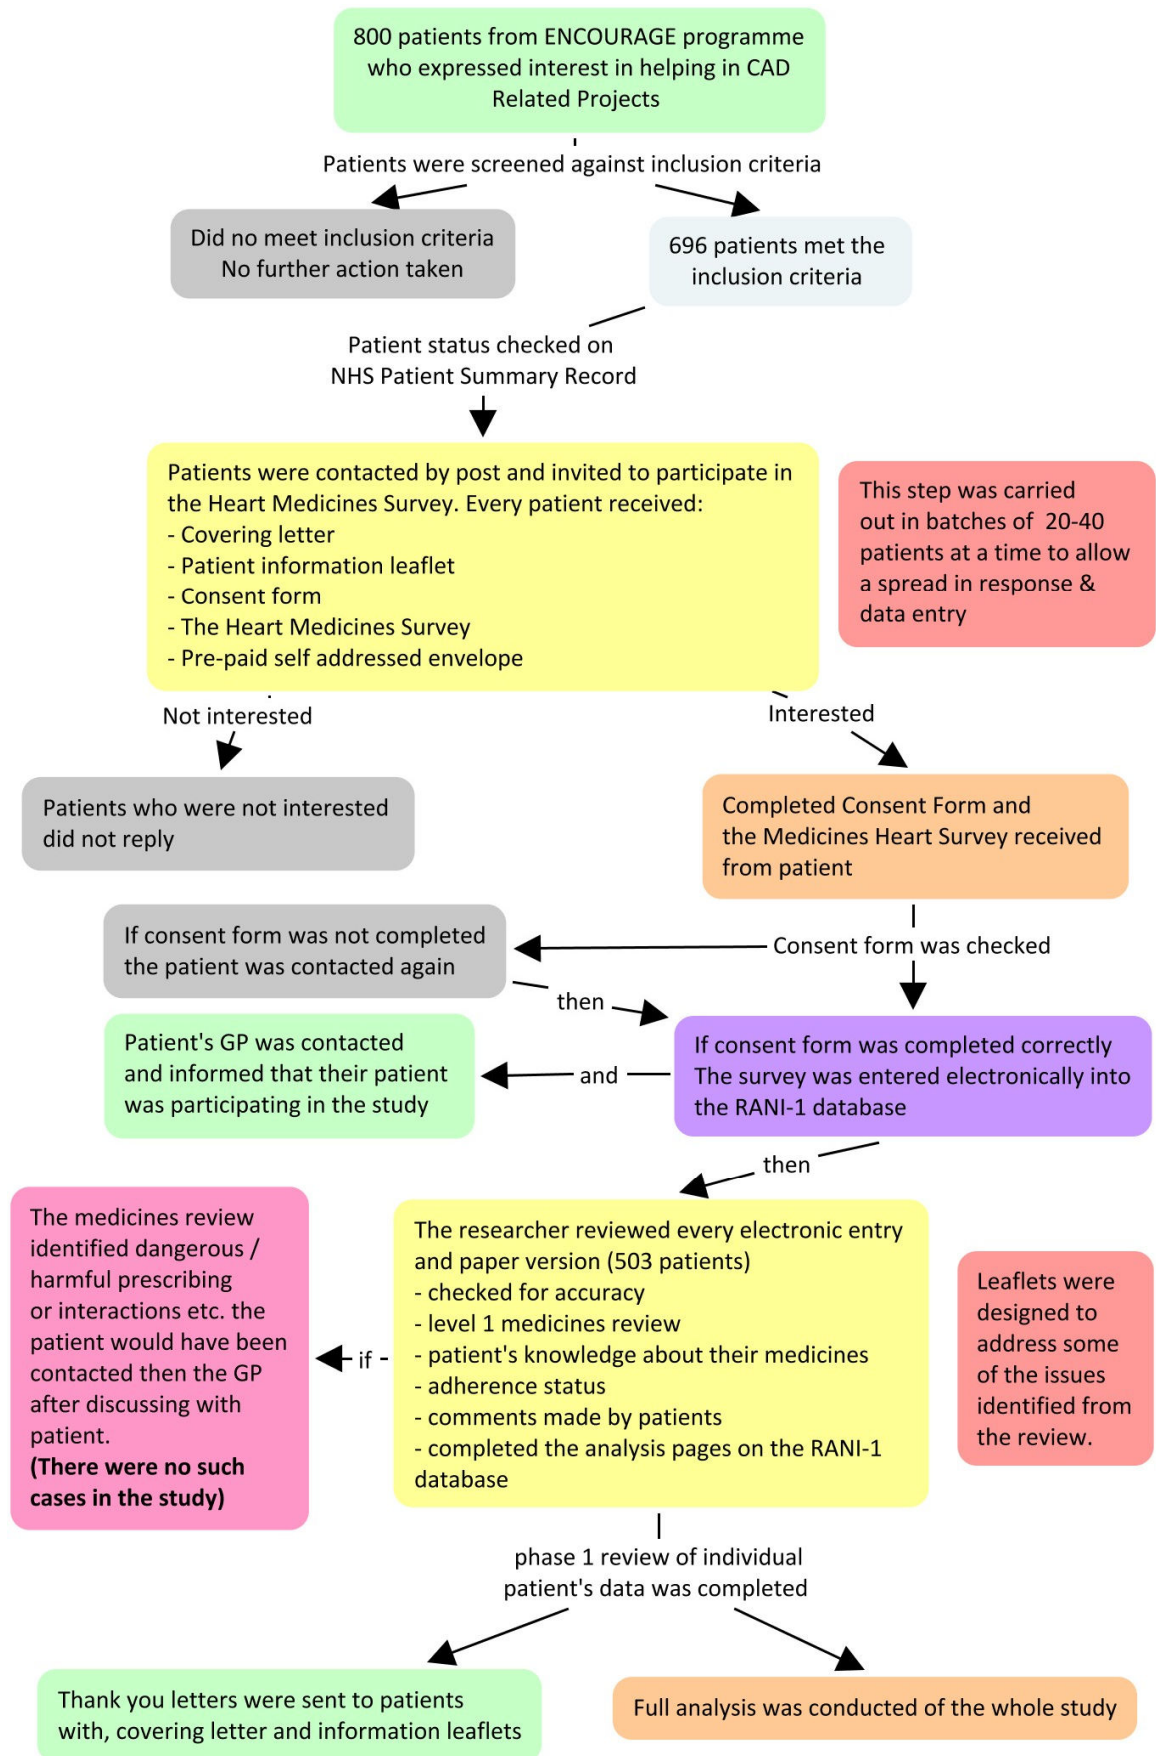 800 patients from ENCOURAGE programme
who expressed interest in helping in CAD
Related Projects
Patients were screened against inclusion criteria
Did no meet inclusion criteria
No further action taken
696 patients met the
inclusion criteria
Patient status checked on
NHS Patient Summary Record
Patients were contacted by post and invited to participate in
the Heart Medicines Survey. Every patient received:
- Covering letter
- Patient information leaflet
- Consent form
- The Heart Medicines Survey
- Pre-paid self addressed envelope
This step was carried
out in batches of 20-40
patients at a time to allow
a spread in response &
data entry
Not interested
Interested
Patients who were not interested
did not reply
Completed Consent Form and
the Medicines Heart Survey received
from patient
If consent form was not completed
the patient was contacted again
Consent form was checked
then
Patient's GP was contacted
and informed that their patient
was participating in the study
and
If consent form was completed correctly
The survey was entered electronically into
the RANI-1 database
then
The medicines review
identified dangerous /
harmful prescribing
or interactions etc. the
patient would have been
contacted then the GP
after discussing with
patient.
(There were no such
cases in the study)
if
The researcher reviewed every electronic entry
and paper version (503 patients)
- checked for accuracy
- level 1 medicines review
- patient's knowledge about their medicines
- adherence status
- comments made by patients
- completed the analysis pages on the RANI-1
database
Leaflets were
designed to
address some
of the issues
identified from
the review.
phase 1 review of individual
patient's data was completed
Thank you letters were sent to patients
with, covering letter and information leaflets
Full analysis was conducted of the whole study